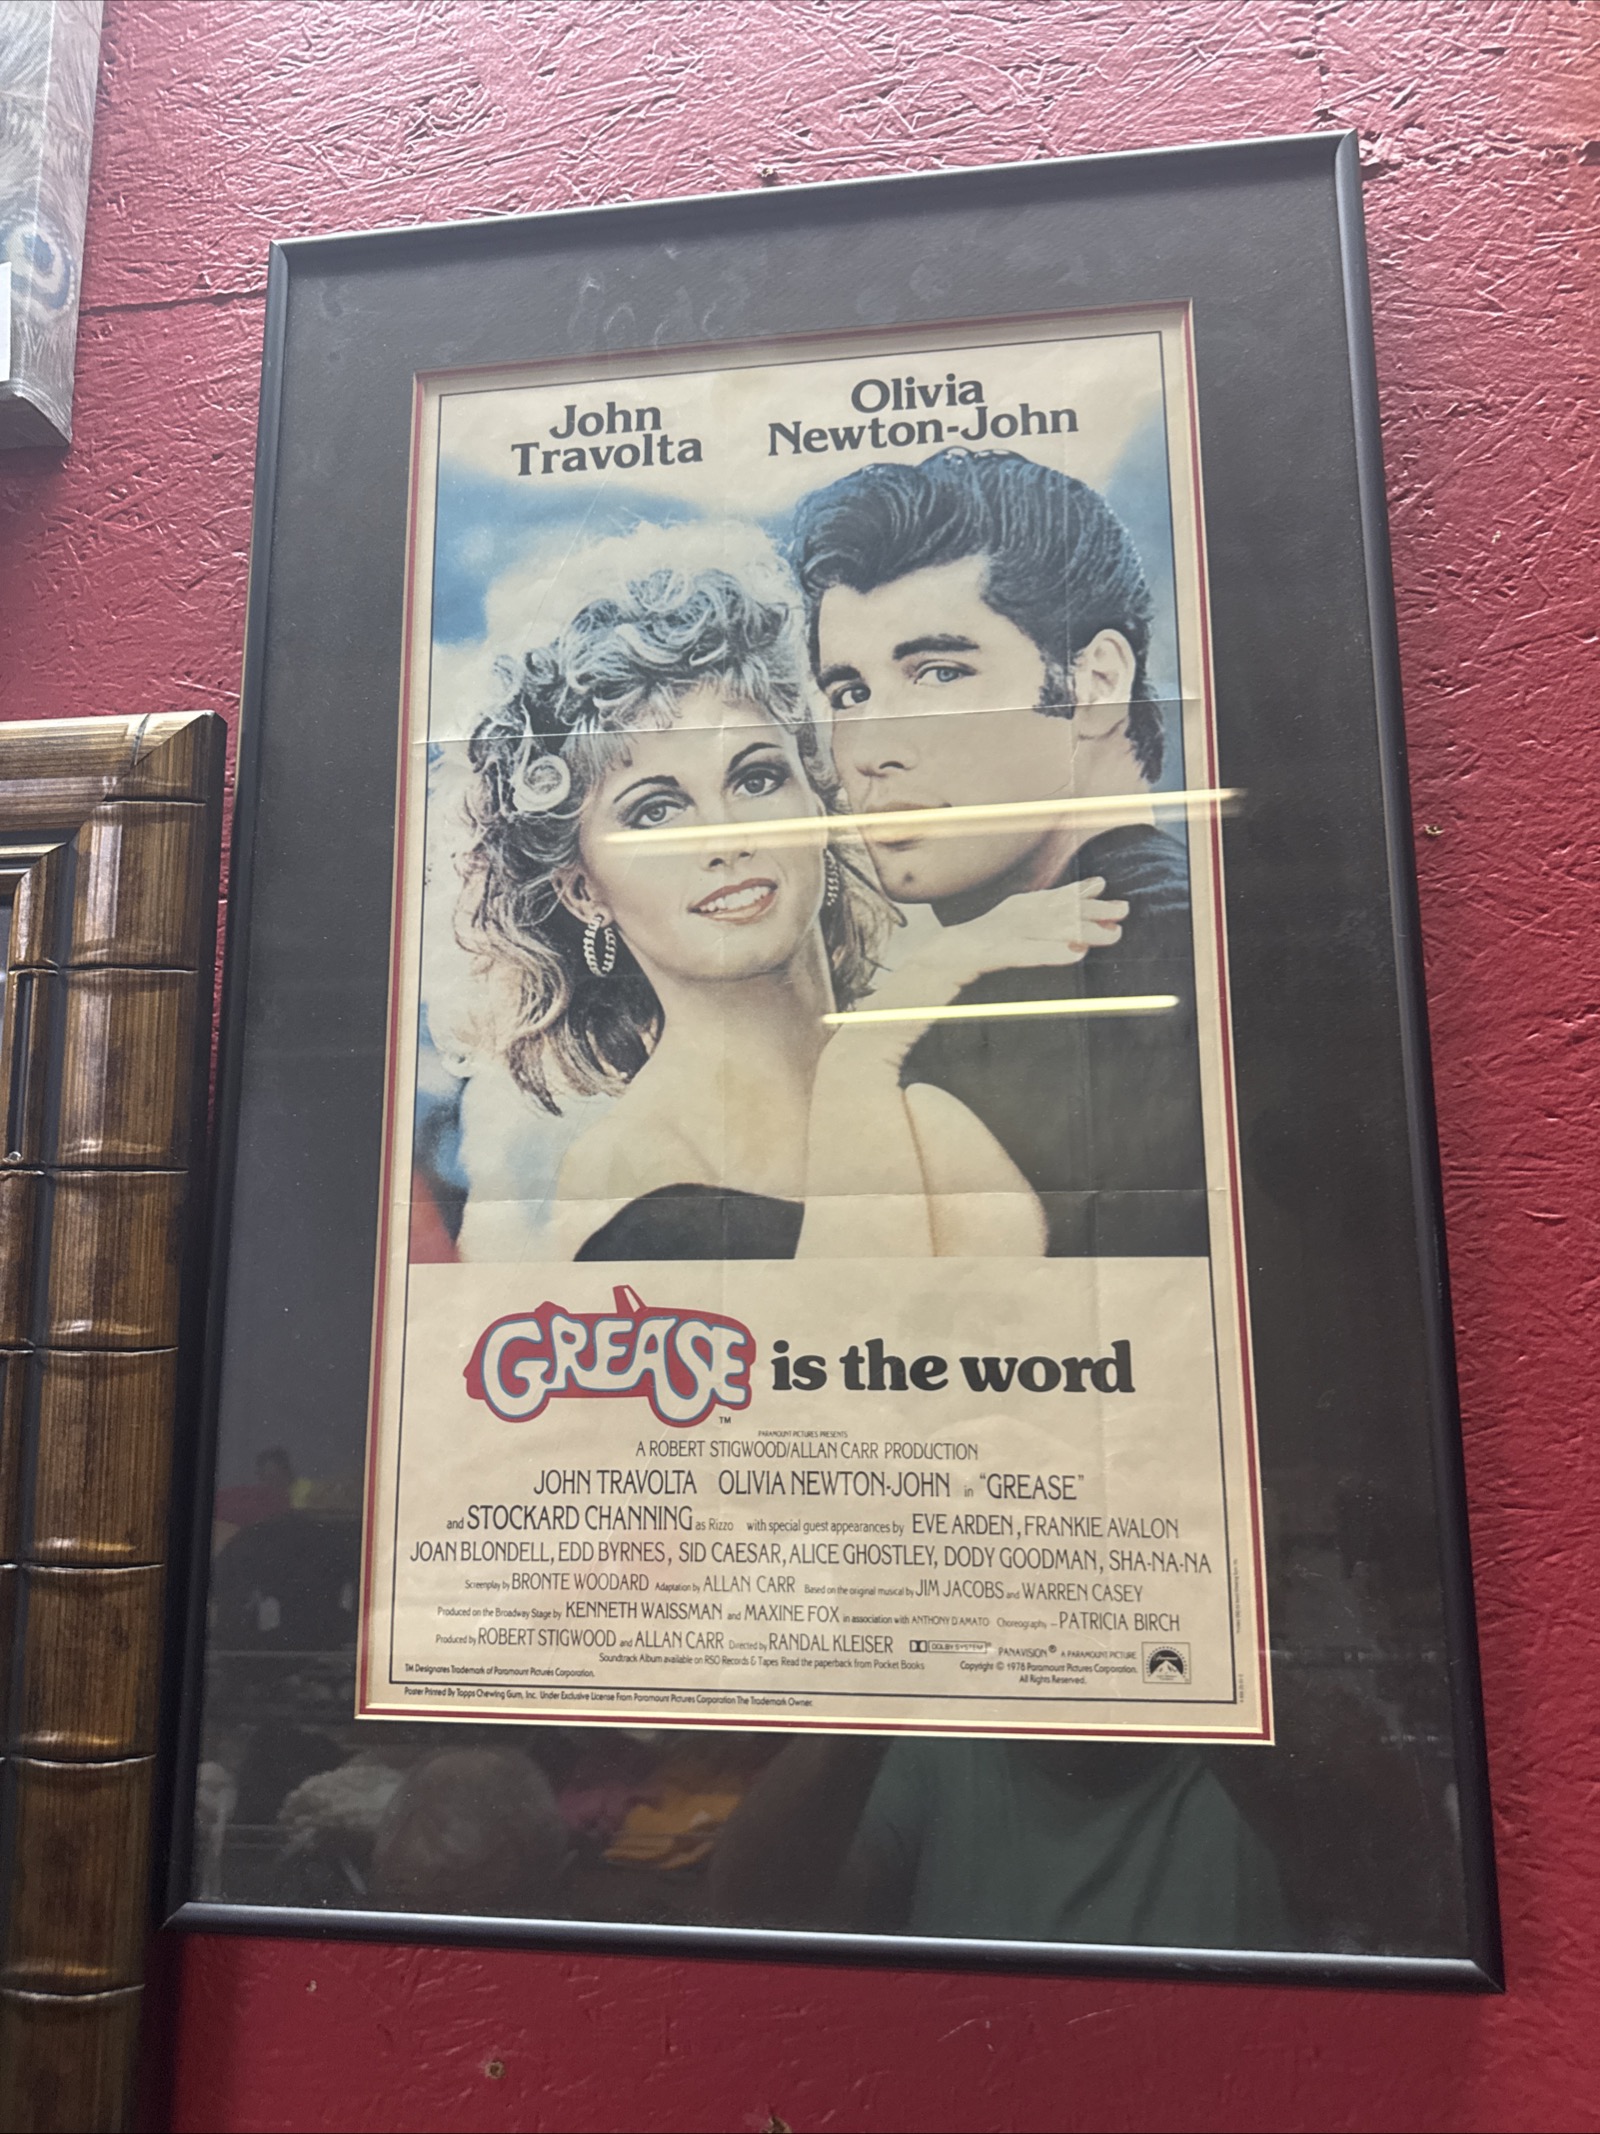 John
Travolta
Olivia
Newton-John
GREASE is the word
TM
PARAMOUNT PICTURES PRESENTS
A ROBERT STIGWOOD/ALLAN CARR PRODUCTION
JOHN TRAVOLTA OLIVIA NEWTON-JOHN in "GREASE"
and STOCKARD CHANNING as Rizzo with special guest appearances by EVE ARDEN, FRANKIE AVALON
JOAN BLONDELL, EDD BYRNES, SID CAESAR, ALICE GHOSTLEY, DODY GOODMAN, SHA-NA-NA
Screenplay by BRONTE WOODARD Adaptation by ALLAN CARR Based on the original musical by JIM JACOBS and WARREN CASEY
Produced on the Broadway Stage by KENNETH WAISSMAN and MAXINE FOX in association with ANTHONY D'AMATO Choreography — PATRICIA BIRCH
Produced by ROBERT STIGWOOD and ALLAN CARR Directed by RANDAL KLEISER DOLBY SYSTEM PANAVISION® A PARAMOUNT PICTURE
Soundtrack Album available on RSO Records & Tapes Read the paperback from Pocket Books
Copyright © 1978 Paramount Pictures Corporation.
All Rights Reserved.
TM Designates Trademark of Paramount Pictures Corporation.
Poster Printed By Topps Chewing Gum, Inc. Under Exclusive License From Paramount Pictures Corporation The Trademark Owner.
Paramount